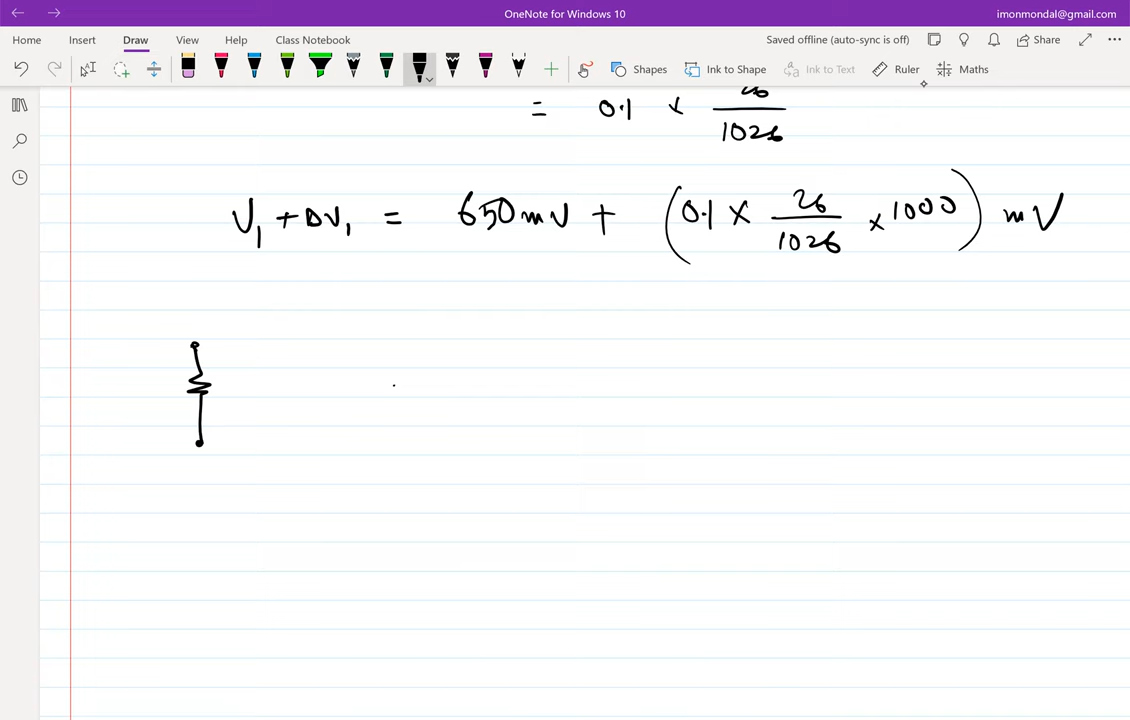 OneNote for Windows 10
imonmondal@gmail.com
Home Insert Draw View Help Class Notebook
Saved offline (auto-sync is off) Share
Shapes Ink to Shape Ink to Text Ruler Maths
= 0.1 × 26/1026
V₁ + ΔV₁ = 650 mV + (0.1 × 26/1026 × 1000) mV